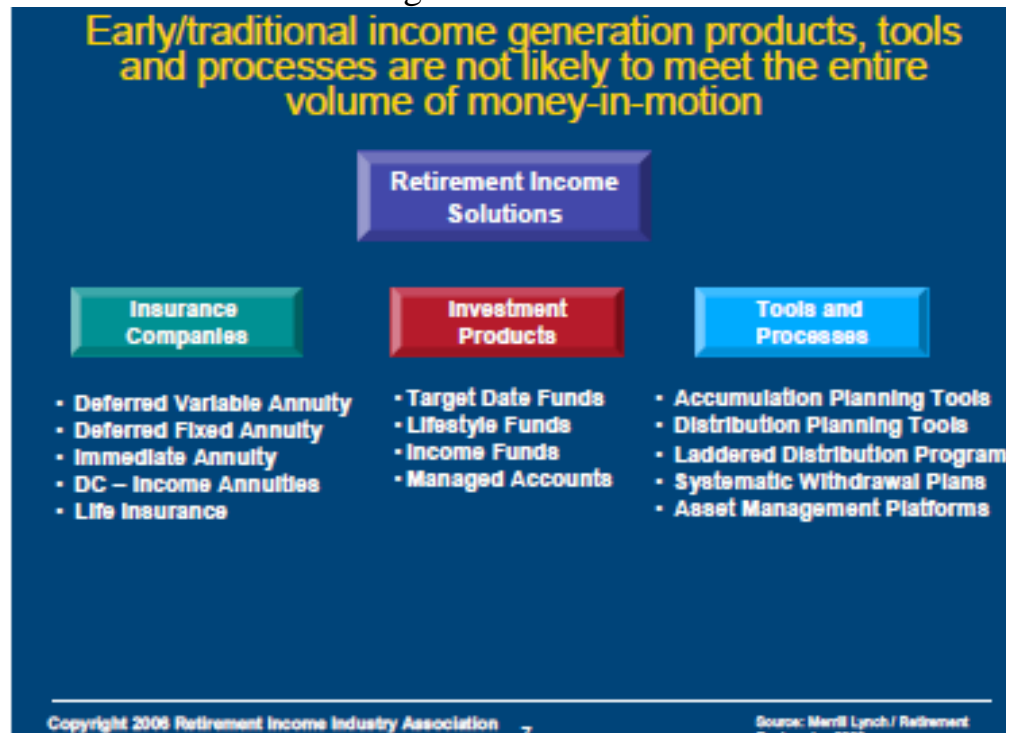 Early/traditional income generation products, tools
and processes are not likely to meet the entire
volume of money-in-motion
Retirement Income
Solutions
Insurance
Companies
• Deferred Variable Annuity
• Deferred Fixed Annuity
• Immediate Annuity
• DC – Income Annuities
• Life Insurance
Investment
Products
• Target Date Funds
• Lifestyle Funds
• Income Funds
• Managed Accounts
Tools and
Processes
• Accumulation Planning Tools
• Distribution Planning Tools
• Laddered Distribution Program
• Systematic Withdrawal Plans
• Asset Management Platforms
Copyright 2006 Retirement Income Industry Association
Source: Merrill Lynch / Retirement